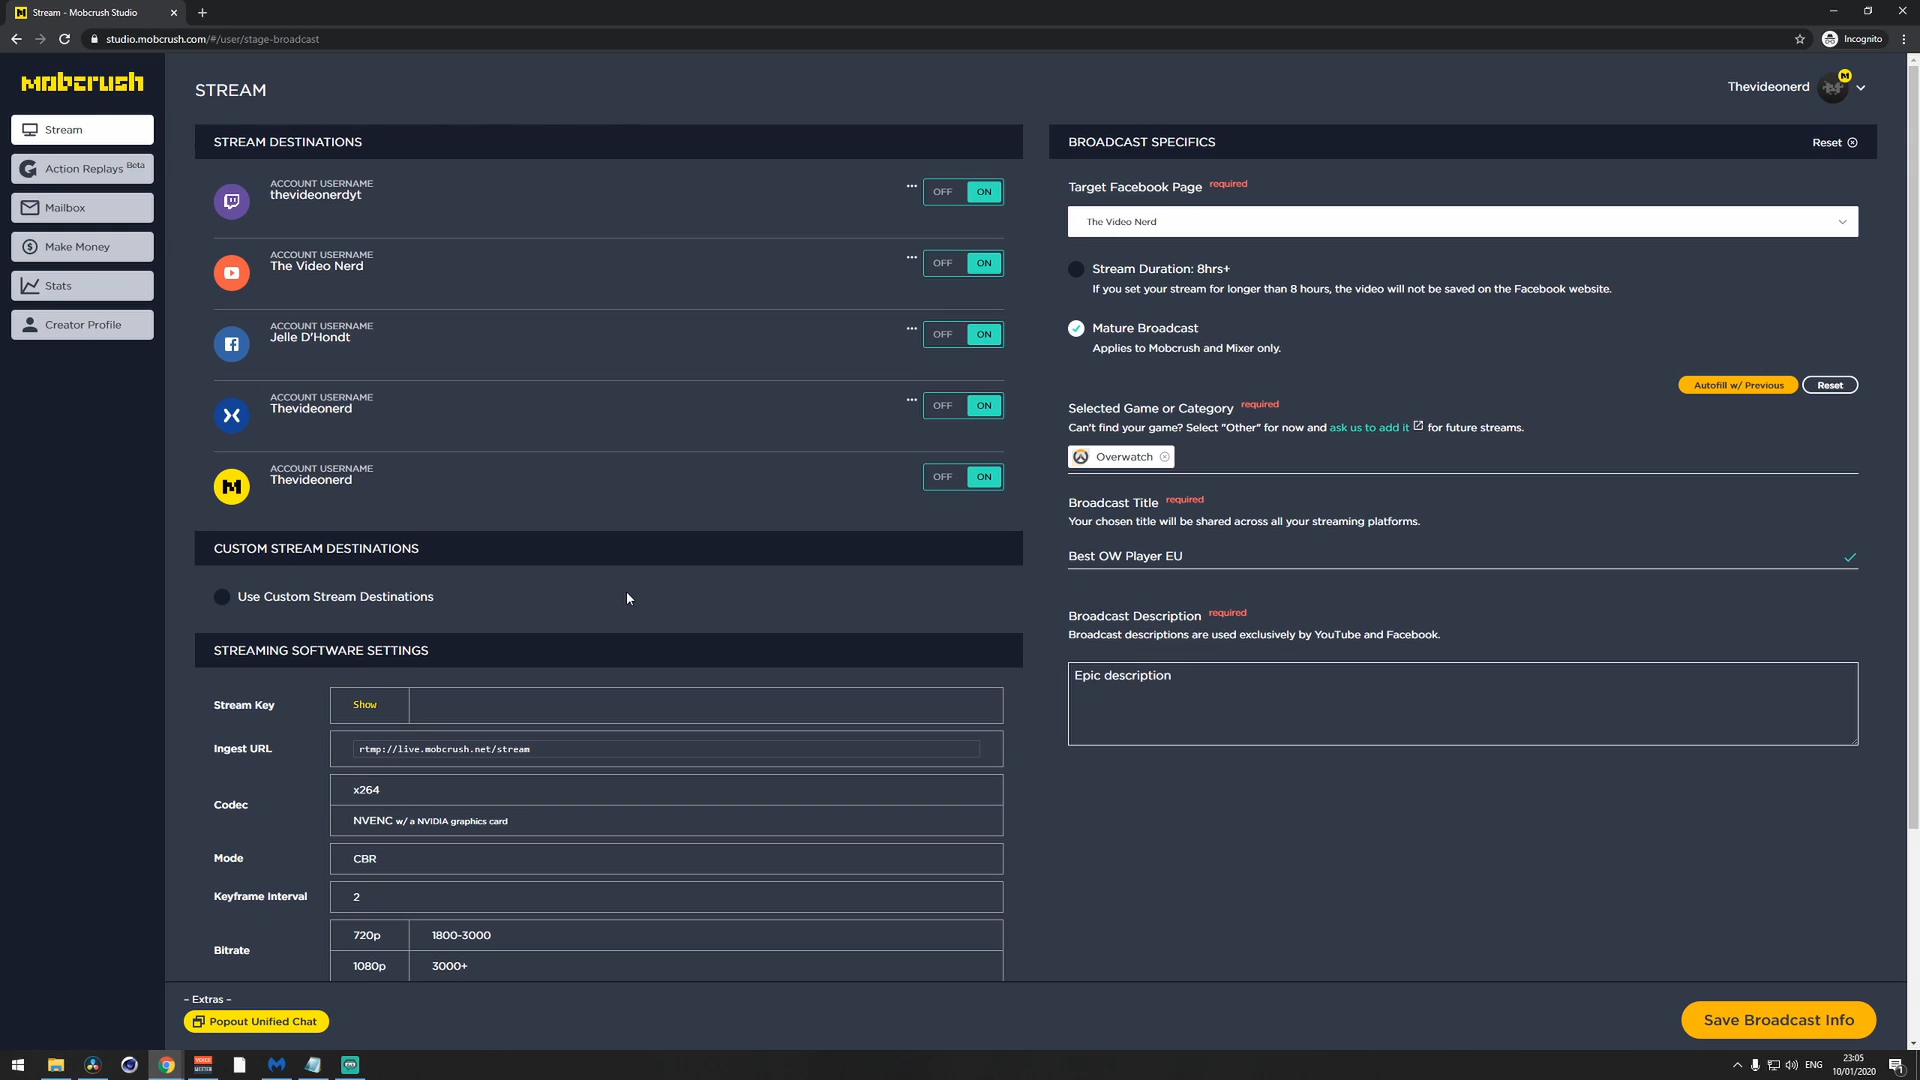 Stream - Mobcrush Studio
studio.mobcrush.com/#/user/stage-broadcast
Incognito
mobcrush
Stream
Action Replays Beta
Mailbox
Make Money
Stats
Creator Profile
STREAM
Thevideonerd
STREAM DESTINATIONS
ACCOUNT USERNAME
thevideonerdyt
OFF ON
ACCOUNT USERNAME
The Video Nerd
OFF ON
ACCOUNT USERNAME
Jelle D'Hondt
OFF ON
ACCOUNT USERNAME
Thevideonerd
OFF ON
ACCOUNT USERNAME
Thevideonerd
OFF ON
CUSTOM STREAM DESTINATIONS
Use Custom Stream Destinations
STREAMING SOFTWARE SETTINGS
Stream Key Show
Ingest URL rtmp://live.mobcrush.net/stream
Codec
x264
NVENC w/ a NVIDIA graphics card
Mode CBR
Keyframe Interval 2
Bitrate
720p 1800-3000
1080p 3000+
BROADCAST SPECIFICS
Reset
Target Facebook Page required
The Video Nerd
Stream Duration: 8hrs+
If you set your stream for longer than 8 hours, the video will not be saved on the Facebook website.
Mature Broadcast
Applies to Mobcrush and Mixer only.
Autofill w/ Previous Reset
Selected Game or Category required
Can't find your game? Select "Other" for now and ask us to add it for future streams.
Overwatch
Broadcast Title required
Your chosen title will be shared across all your streaming platforms.
Best OW Player EU
Broadcast Description required
Broadcast descriptions are used exclusively by YouTube and Facebook.
Epic description
– Extras –
Popout Unified Chat
Save Broadcast Info
VOICE
MEETER
ENG
23:05
10/01/2020